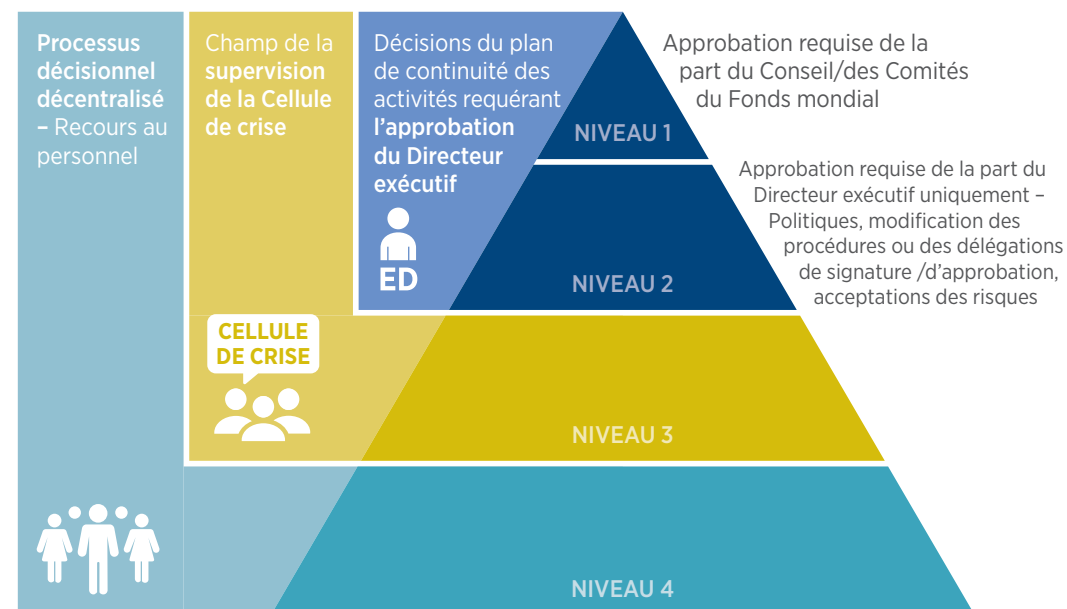 Processus
décisionnel
décentralisé
– Recours au
personnel
Champ de la
supervision
de la Cellule
de crise
Décisions du plan
de continuité des
activités requérant
l’approbation
du Directeur
exécutif
ED
CELLULE
DE CRISE
NIVEAU 1
Approbation requise de la
part du Conseil/des Comités
du Fonds mondial
NIVEAU 2
Approbation requise de la part du
Directeur exécutif uniquement –
Politiques, modification des
procédures ou des délégations
de signature /d’approbation,
acceptations des risques
NIVEAU 3
NIVEAU 4